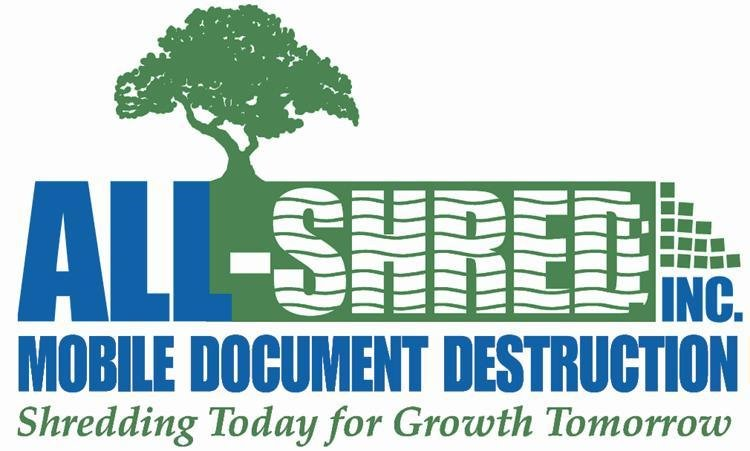 ALL-SHRED INC.
MOBILE DOCUMENT DESTRUCTION
Shredding Today for Growth Tomorrow